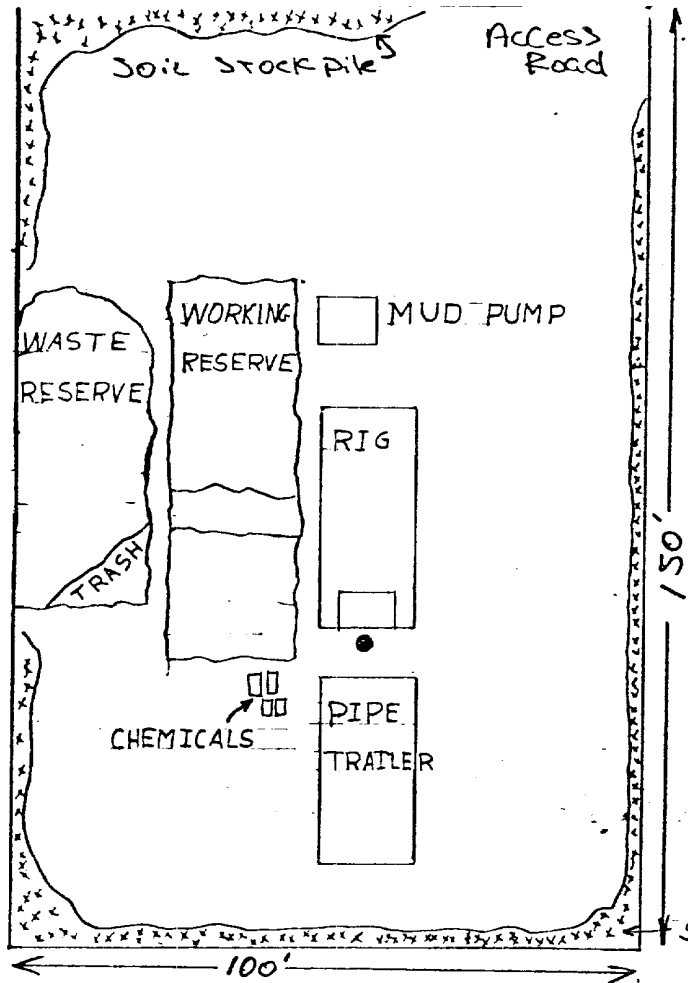 Access
Road
Soil Stockpile
WASTE
RESERVE
WORKING
RESERVE
MUD PUMP
RIG
TRASH
150'
CHEMICALS
PIPE
TRAILER
100'